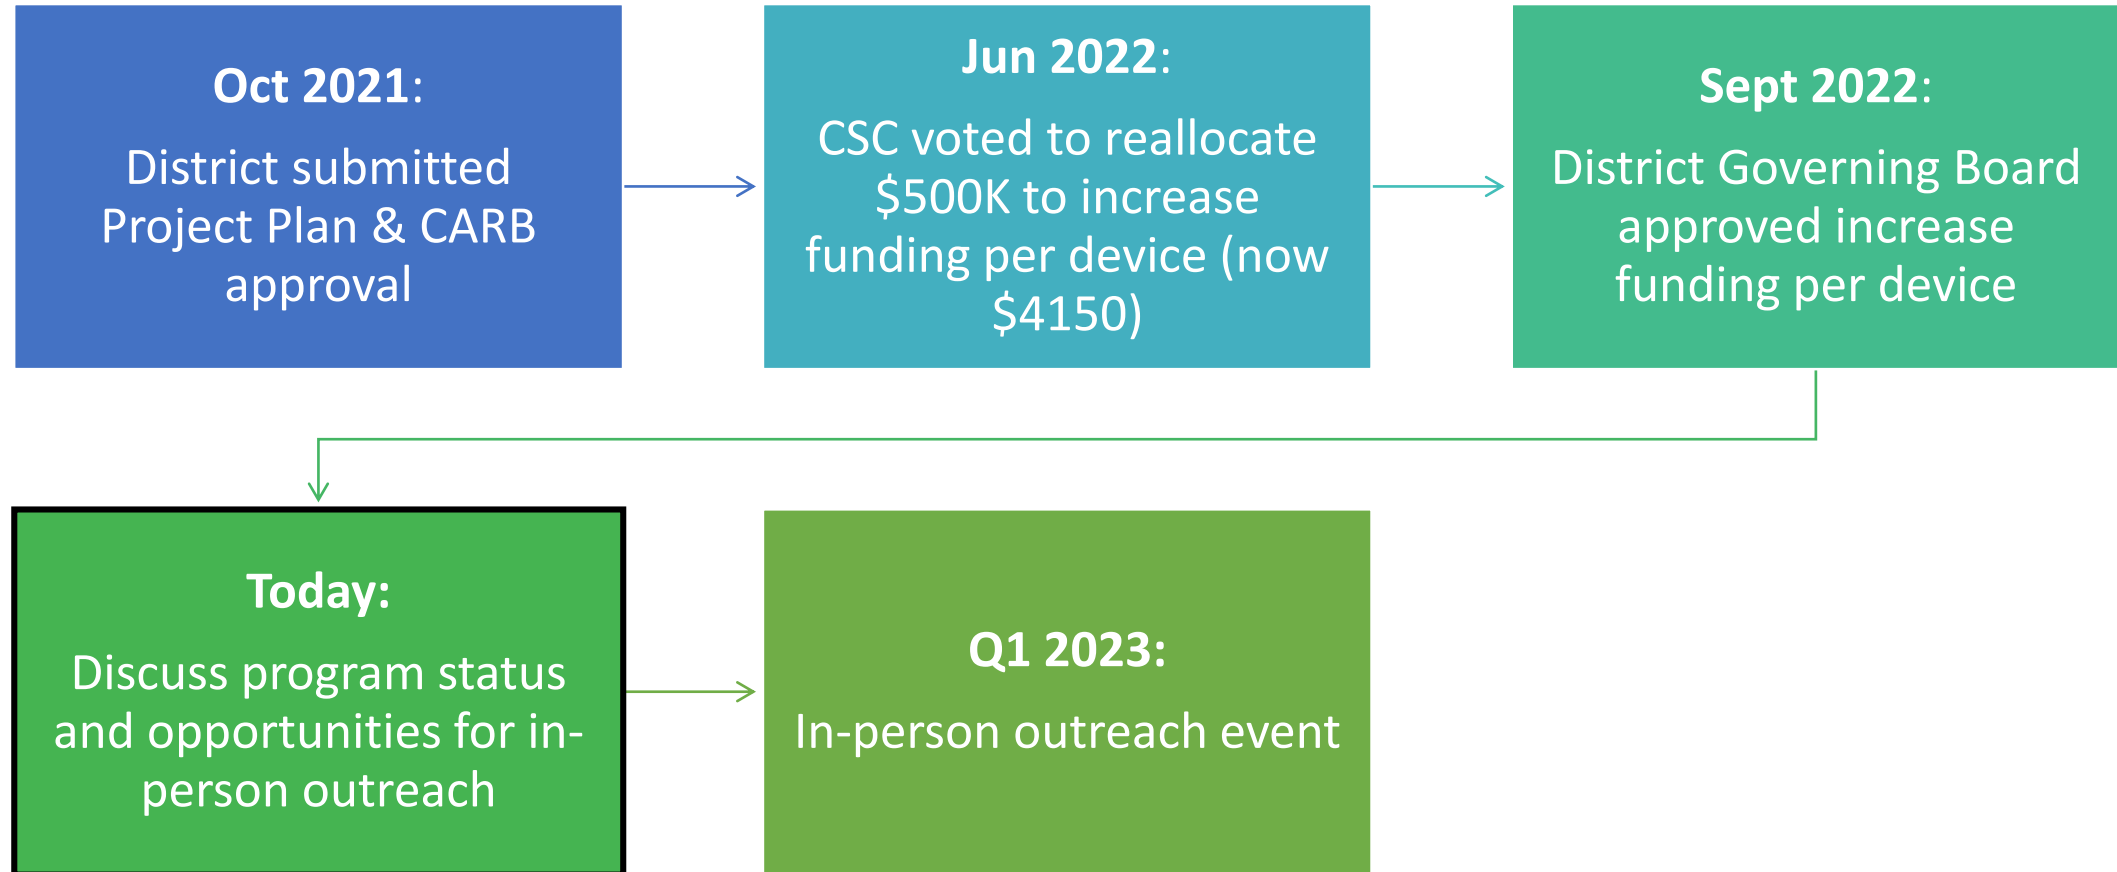 Oct 2021:
District submitted
Project Plan & CARB
approval
Jun 2022:
CSC voted to reallocate
$500K to increase
funding per device (now
$4150)
Sept 2022:
District Governing Board
approved increase
funding per device
Today:
Discuss program status
and opportunities for in-
person outreach
Q1 2023:
In-person outreach event